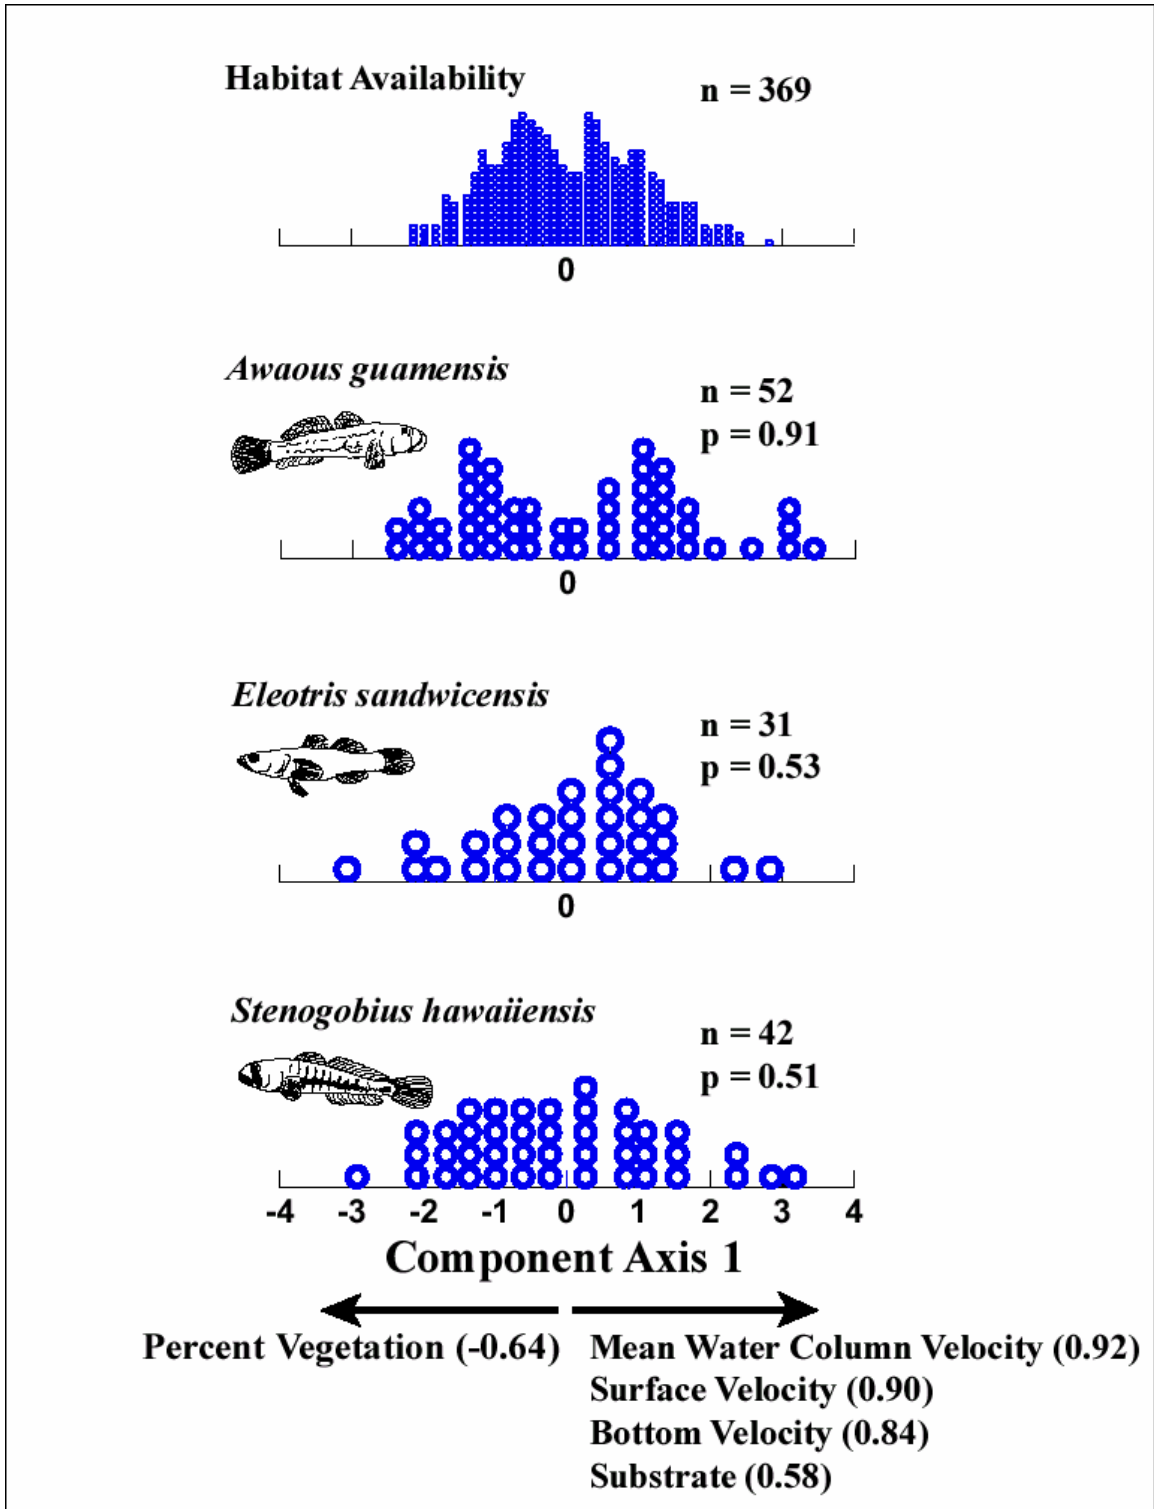 Habitat Availability
n = 369
0
Awaous guamensis
n = 52
p = 0.91
0
Eleotris sandwicensis
n = 31
p = 0.53
0
Stenogobius hawaiiensis
n = 42
p = 0.51
-4 -3 -2 -1 0 1 2 3 4
Component Axis 1
Percent Vegetation (-0.64)
Mean Water Column Velocity (0.92)
Surface Velocity (0.90)
Bottom Velocity (0.84)
Substrate (0.58)